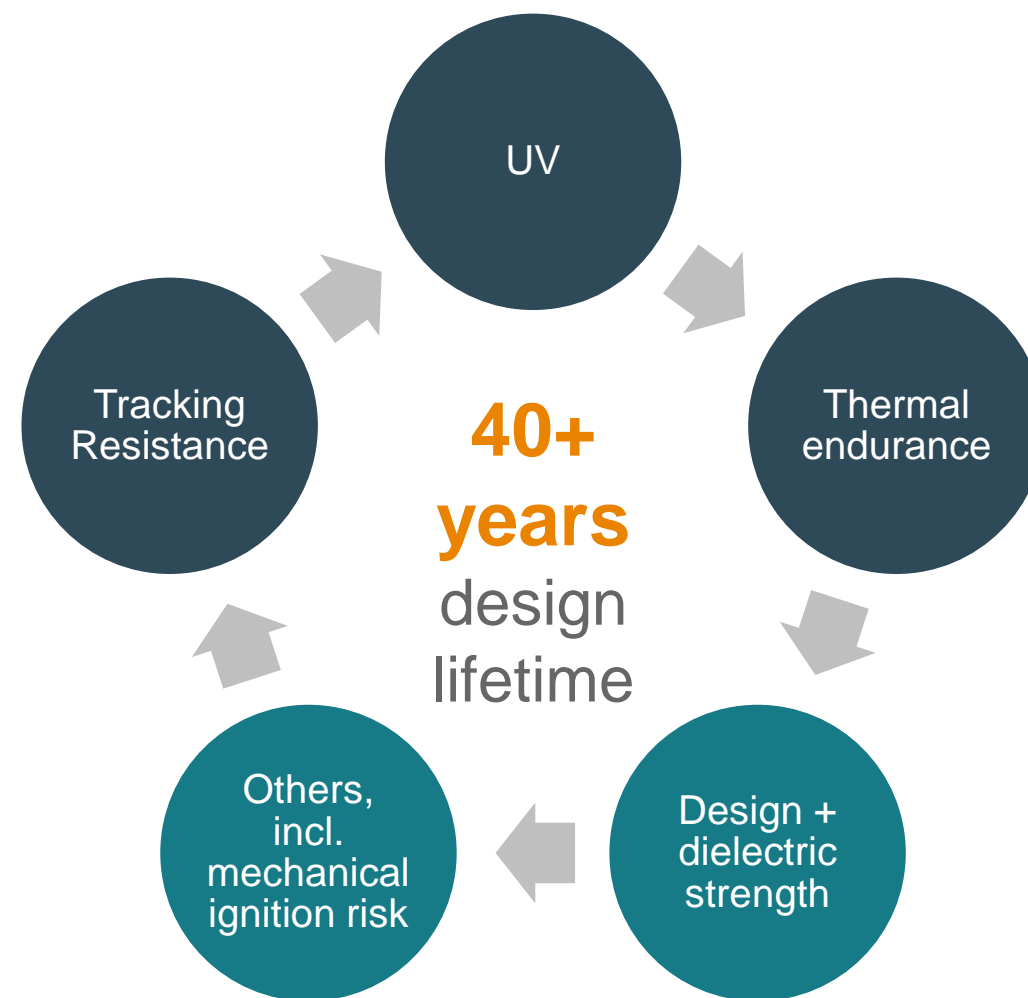 UV
Thermal
endurance
Design +
dielectric
strength
Others,
incl.
mechanical
ignition risk
Tracking
Resistance
40+
years
design
lifetime